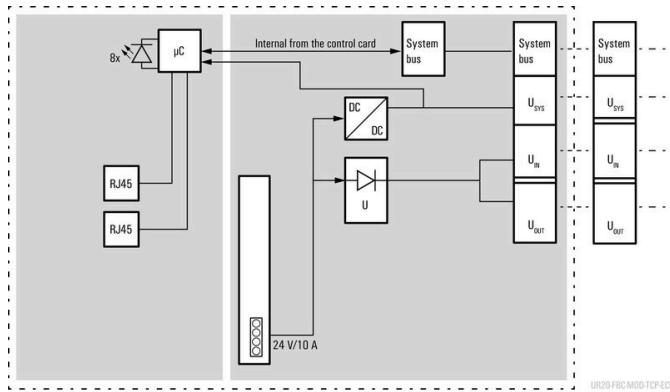 8x
µC
Internal from the control card
System
bus
System
bus
System
bus
DC
DC
U_SYS
U_SYS
RJ45
U
U_IN
U_IN
RJ45
U_OUT
U_OUT
24 V/10 A
UR20-FBC-MOD-TCP-ECO